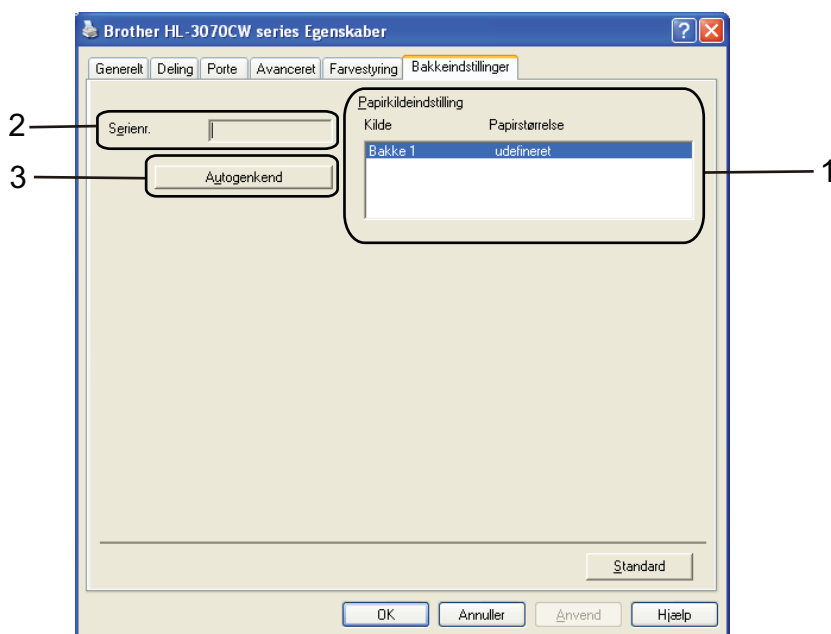 Brother HL-3070CW series Egenskaber
Generelt Deling Porte Avanceret Farvestyring Bakkeindstillinger
2
Serienr.
3
Autogenkend
Papirkildeindstilling
Kilde Papirstørrelse
Bakke 1 udefineret
1
Standard
OK Annuller Anvend Hjælp